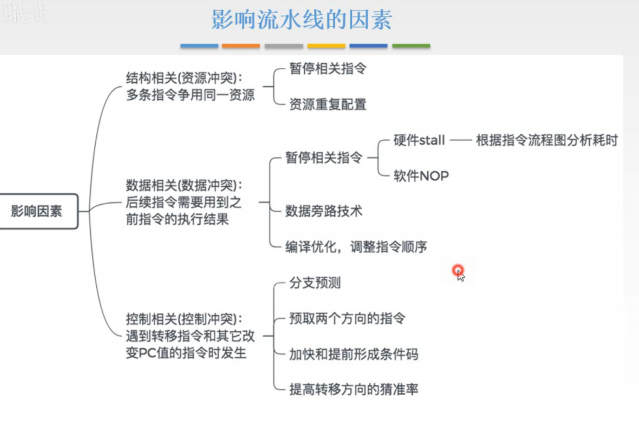 影响流水线的因素
影响因素
结构相关(资源冲突)：
多条指令争用同一资源
暂停相关指令
资源重复配置
数据相关(数据冲突)：
后续指令需要用到之
前指令的执行结果
暂停相关指令
硬件stall
根据指令流程图分析耗时
软件NOP
数据旁路技术
编译优化，调整指令顺序
控制相关(控制冲突)：
遇到转移指令和其它改
变PC值的指令时发生
分支预测
预取两个方向的指令
加快和提前形成条件码
提高转移方向的猜准率